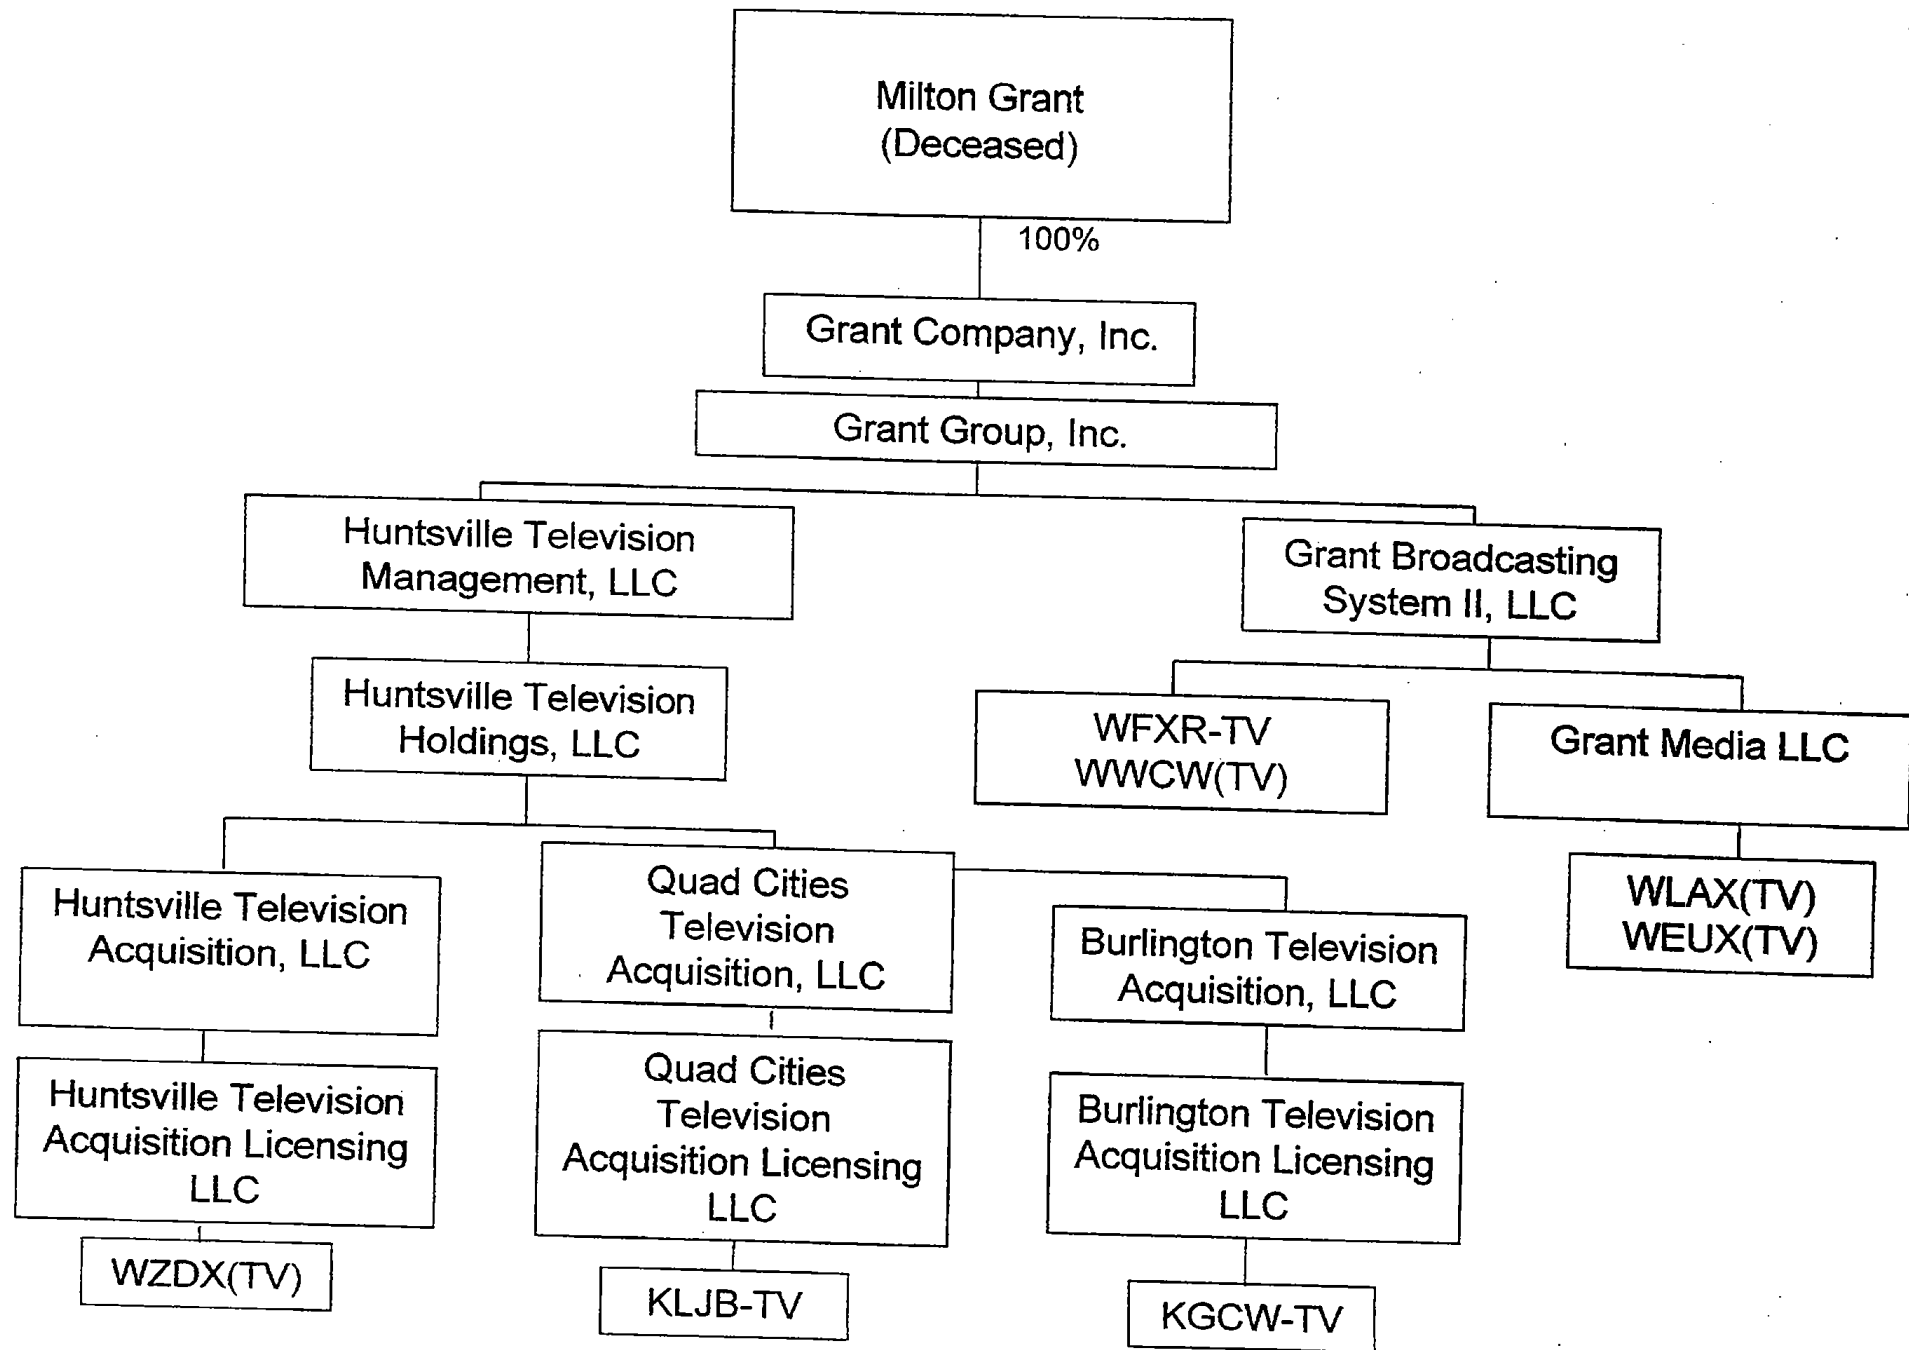 Milton Grant
(Deceased)
100%
Grant Company, Inc.
Grant Group, Inc.
Huntsville Television
Management, LLC
Grant Broadcasting
System II, LLC
Huntsville Television
Holdings, LLC
WFXR-TV
WWCW(TV)
Grant Media LLC
WLAX(TV)
WEUX(TV)
Huntsville Television
Acquisition, LLC
Quad Cities
Television
Acquisition, LLC
Burlington Television
Acquisition, LLC
Huntsville Television
Acquisition Licensing
LLC
Quad Cities
Television
Acquisition Licensing
LLC
Burlington Television
Acquisition Licensing
LLC
WZDX(TV)
KLJB-TV
KGCW-TV